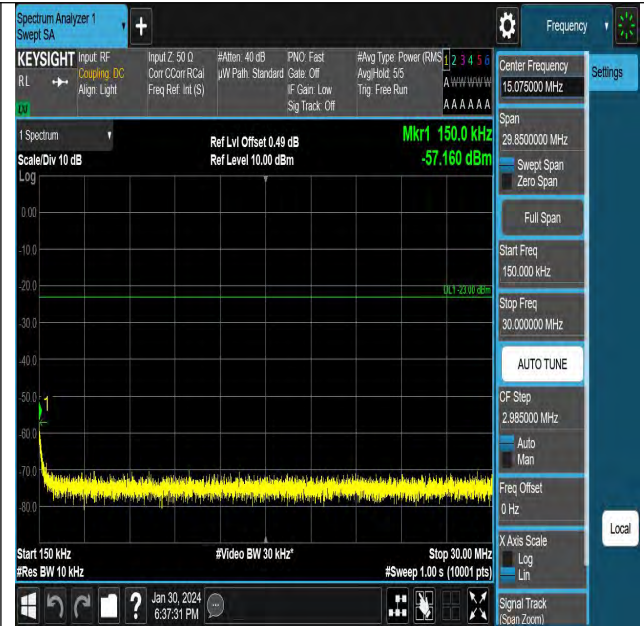 Spectrum Analyzer 1
Swept SA
+
Frequency
KEYSIGHT
RL
Input: RF
Coupling: DC
Align: Light
Input Z: 50 Ω
Corr CCorr RCal
Freq Ref: Int (S)
#Atten: 40 dB
µW Path: Standard
PNO: Fast
Gate: Off
IF Gain: Low
Sig Track: Off
#Avg Type: Power (RMS
Avg|Hold: 5/5
Trig: Free Run
1 2 3 4 5 6
A W W W W W
A A A A A A
LXI
Center Frequency
15.075000 MHz
Settings
1 Spectrum
Scale/Div 10 dB
Log
Ref Lvl Offset 0.49 dB
Ref Level 10.00 dBm
Mkr1 150.0 kHz
-57.160 dBm
Span
29.8500000 MHz
Swept Span
Zero Span
Full Span
Start Freq
150.000 kHz
Stop Freq
30.000000 MHz
AUTO TUNE
CF Step
2.985000 MHz
Auto
Man
Freq Offset
0 Hz
X Axis Scale
Log
Lin
Signal Track
(Span Zoom)
Local
0.00
-10.0
-20.0
DL1 -23.00 dBm
-30.0
-40.0
-50.0
1
-60.0
-70.0
-80.0
Start 150 kHz
#Res BW 10 kHz
#Video BW 30 kHz*
Stop 30.00 MHz
#Sweep 1.00 s (10001 pts)
?
Jan 30, 2024
6:37:31 PM